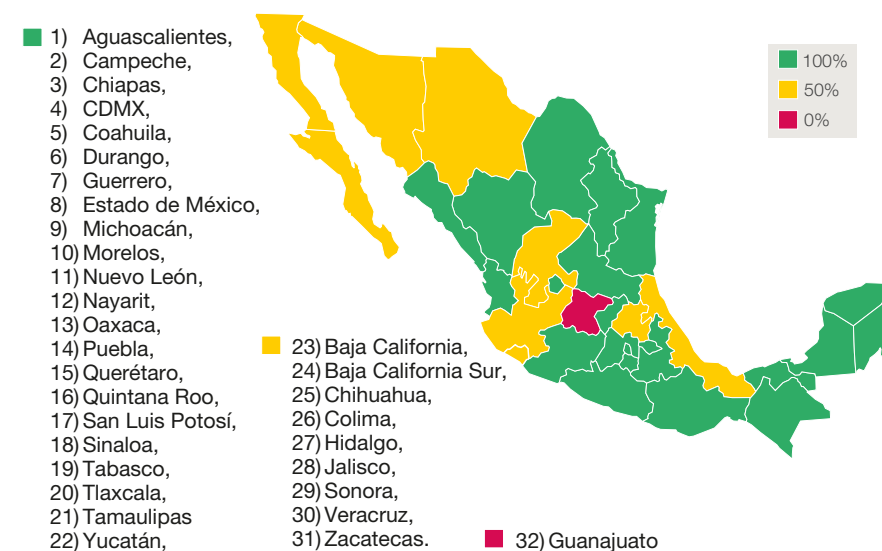 1) Aguascalientes,
2) Campeche,
3) Chiapas,
4) CDMX,
5) Coahuila,
6) Durango,
7) Guerrero,
8) Estado de México,
9) Michoacán,
10) Morelos,
11) Nuevo León,
12) Nayarit,
13) Oaxaca,
14) Puebla,
15) Querétaro,
16) Quintana Roo,
17) San Luis Potosí,
18) Sinaloa,
19) Tabasco,
20) Tlaxcala,
21) Tamaulipas
22) Yucatán,
23) Baja California,
24) Baja California Sur,
25) Chihuahua,
26) Colima,
27) Hidalgo,
28) Jalisco,
29) Sonora,
30) Veracruz,
31) Zacatecas.
32) Guanajuato
100%
50%
0%